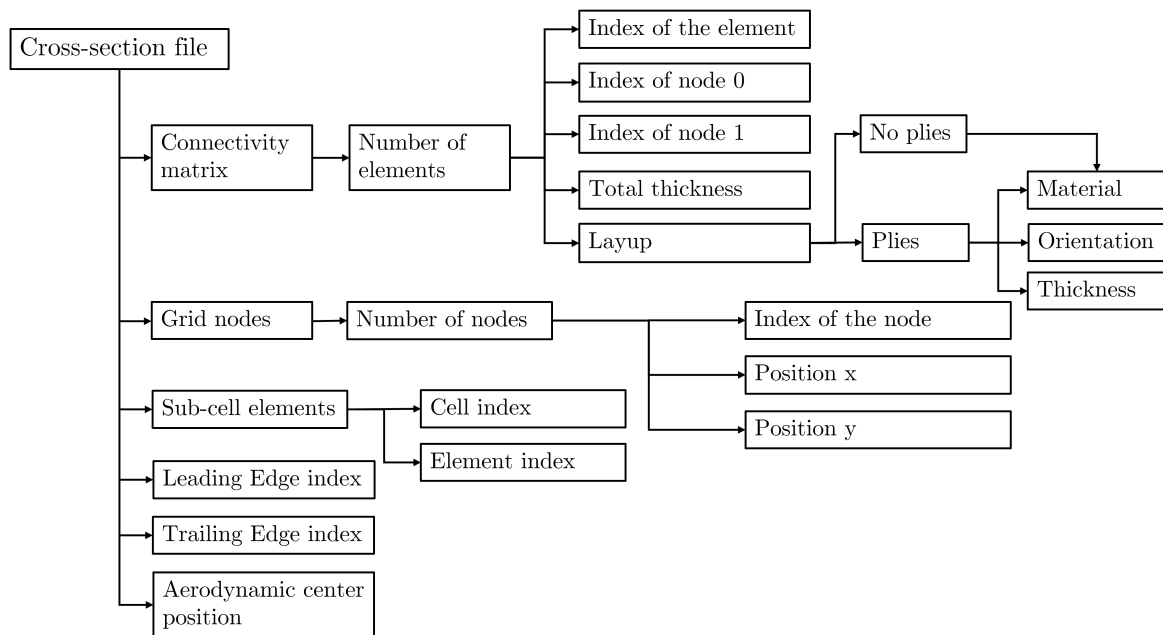 Cross-section file
Connectivity
matrix
Number of
elements
Index of the element
Index of node 0
Index of node 1
Total thickness
Layup
No plies
Plies
Material
Orientation
Thickness
Grid nodes
Number of nodes
Index of the node
Position x
Position y
Sub-cell elements
Cell index
Element index
Leading Edge index
Trailing Edge index
Aerodynamic center
position